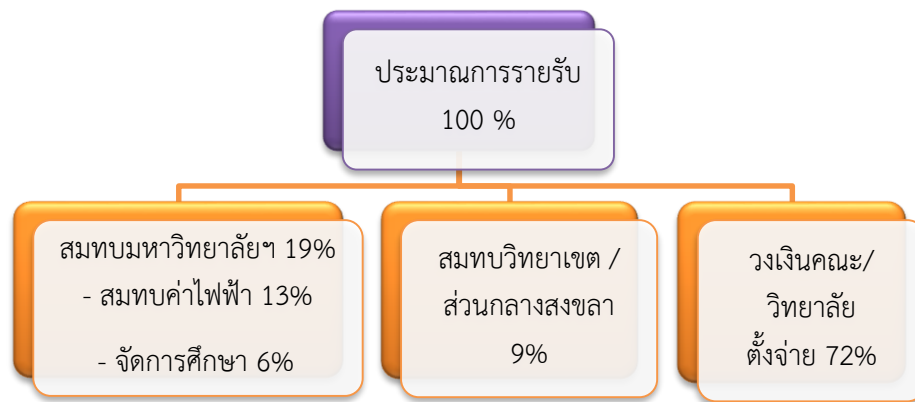 ประมาณการรายรับ
100 %
สมทบมหาวิทยาลัยฯ 19%
- สมทบค่าไฟฟ้า 13%
- จัดการศึกษา 6%
สมทบวิทยาเขต /
ส่วนกลางสงขลา
9%
วงเงินคณะ/
วิทยาลัย
ตั้งจ่าย 72%